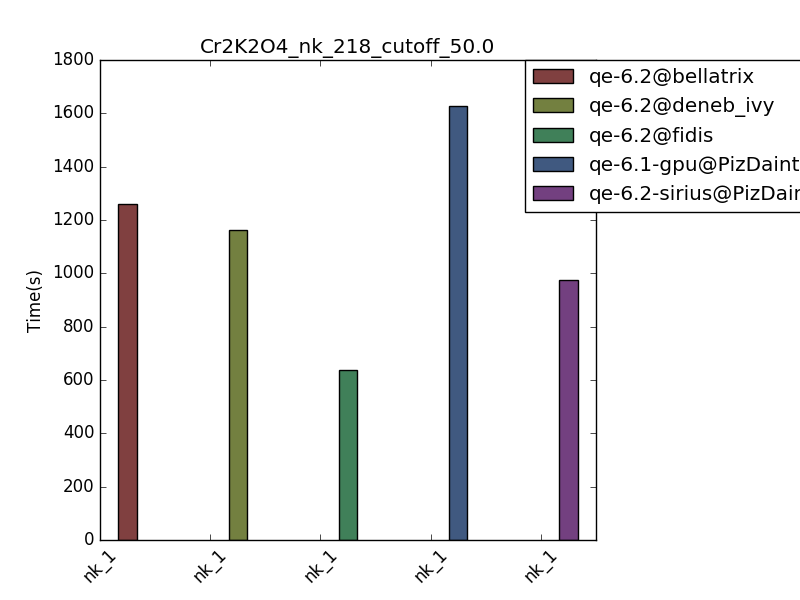 Cr2K2O4_nk_218_cutoff_50.0
1800
1600
1400
1200
1000
800
600
400
200
0
Time(s)
nk_1
nk_1
nk_1
nk_1
nk_1
qe-6.2@bellatrix
qe-6.2@deneb_ivy
qe-6.2@fidis
qe-6.1-gpu@PizDaint
qe-6.2-sirius@PizDain